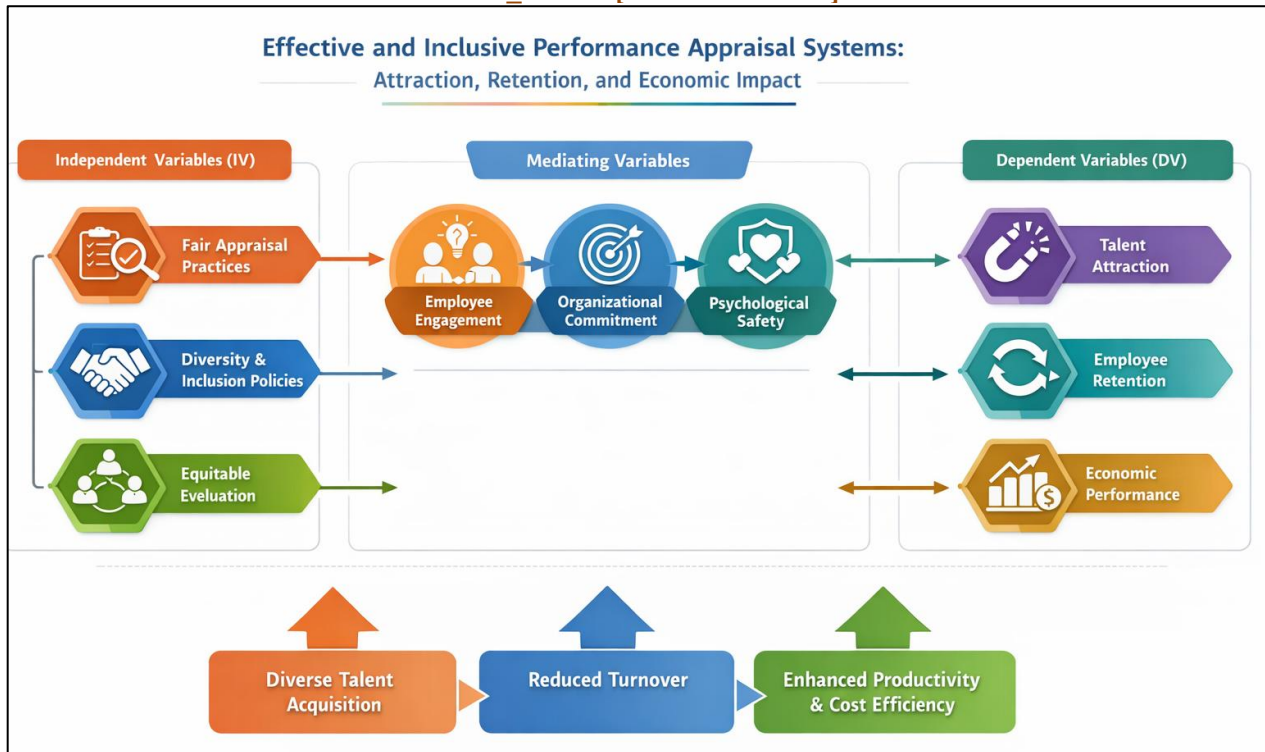 Effective and Inclusive Performance Appraisal Systems:
Attraction, Retention, and Economic Impact
Independent Variables (IV)
Mediating Variables
Dependent Variables (DV)
Fair Appraisal
Practices
Diversity &
Inclusion Policies
Equitable
Eveluation
Employee
Engagement
Organizational
Commitment
Psychological
Safety
Talent
Attraction
Employee
Retention
Economic
Performance
$
Diverse Talent
Acquisition
Reduced Turnover
Enhanced Productivity
& Cost Efficiency